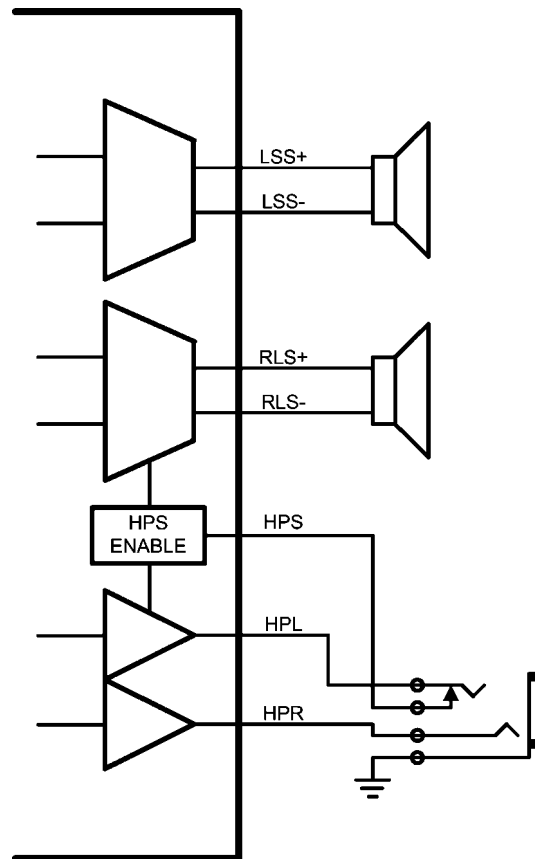 LSS+
LSS-
RLS+
RLS-
HPS
ENABLE
HPS
HPL
HPR